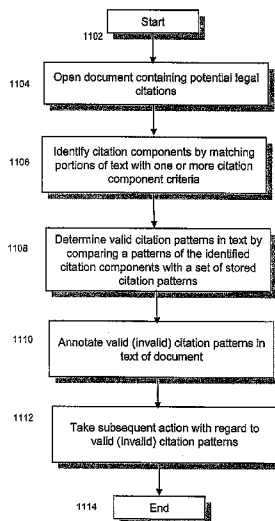 Start
1102
1104
Open document containing potential legal
citations
1106
Identify citation components by matching
portions of text with one or more citation
component criteria
1108
Determine valid citation patterns in text by
comparing a patterns of the identified
citation components with a set of stored
citation patterns
1110
Annotate valid (invalid) citation patterns in
text of document
1112
Take subsequent action with regard to
valid (invalid) citation patterns
1114
End